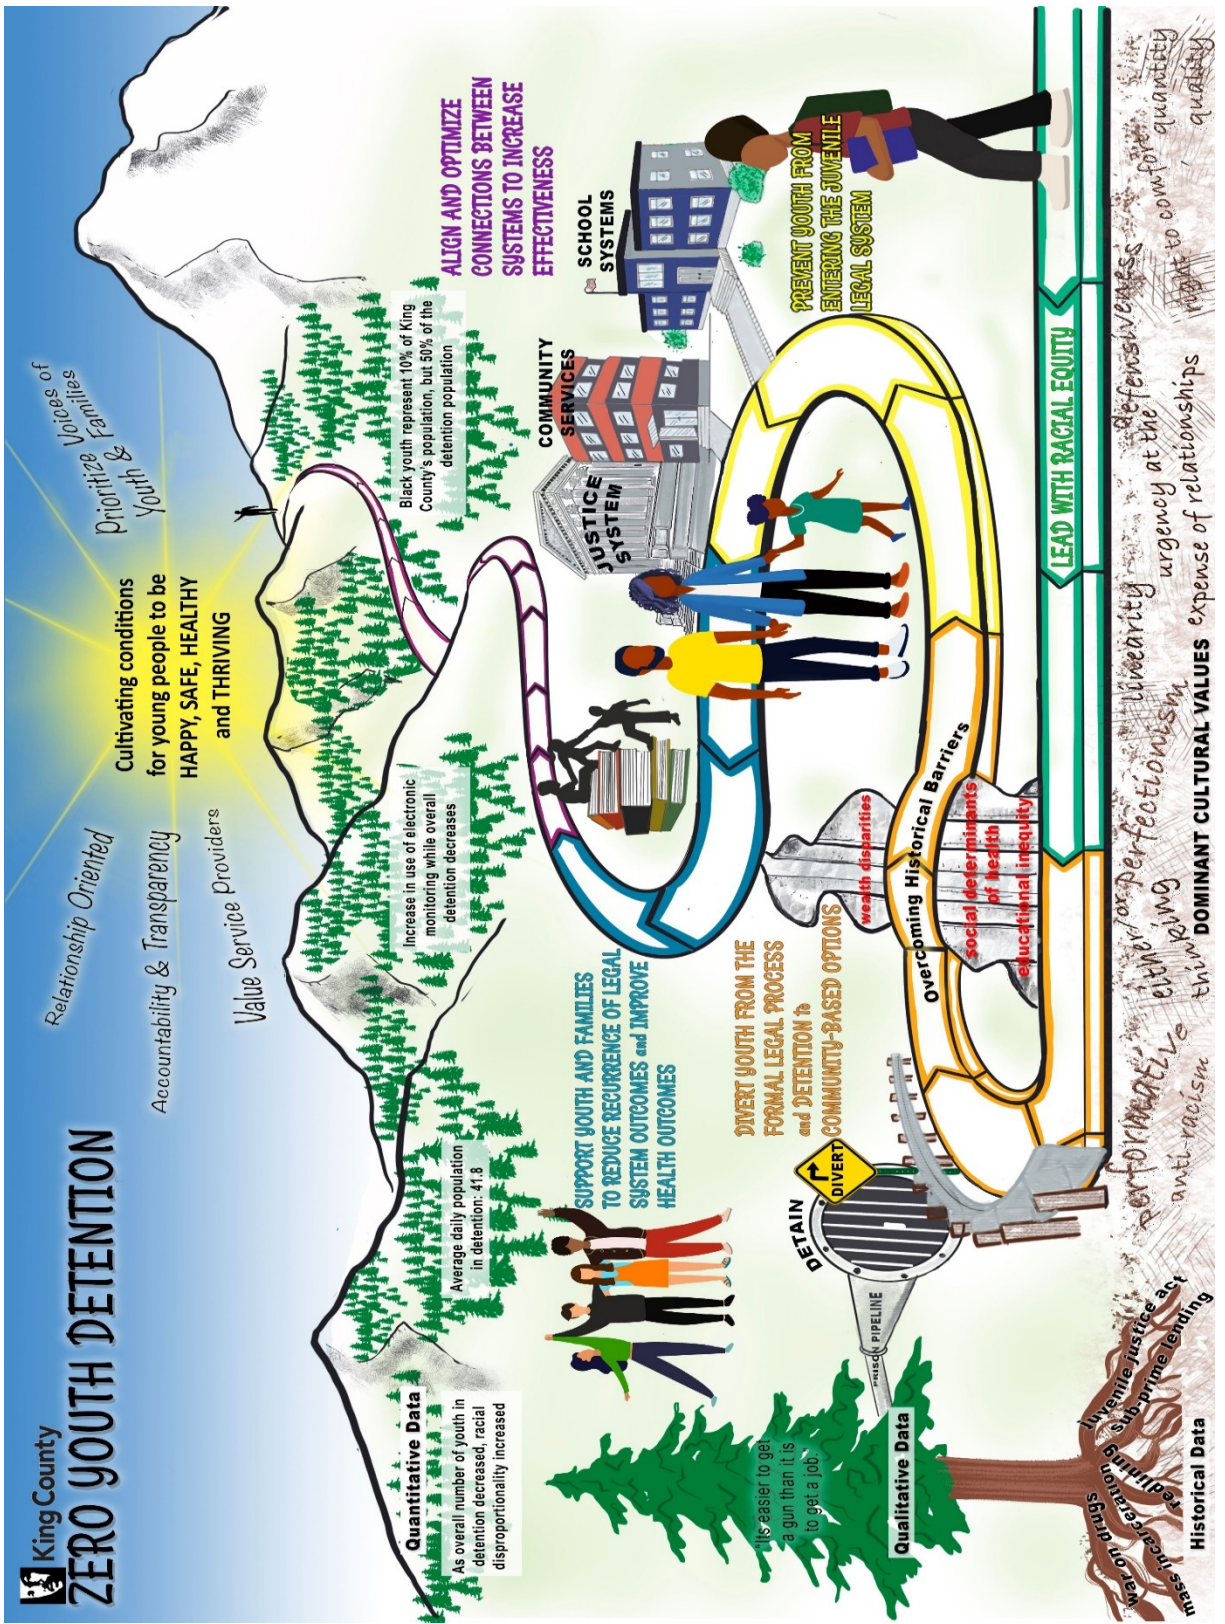 King County
ZERO YOUTH DETENTION
Relationship Oriented
Accountability & Transparency
Value Service Providers
Cultivating conditions
for young people to be
HAPPY, SAFE, HEALTHY
and THRIVING
Prioritize Voices of
Youth & Families
Quantitative Data
As overall number of youth in
detention decreased, racial
disproportionality increased
Average daily population
in detention: 41.8
Increase in use of electronic
monitoring while overall
detention decreases
Black youth represent 10% of King
County's population, but 50% of the
detention population
ALIGN AND OPTIMIZE
CONNECTIONS BETWEEN
SYSTEMS TO INCREASE
EFFECTIVENESS
SUPPORT YOUTH AND FAMILIES
TO REDUCE RECURRENCE OF LEGAL
SYSTEM OUTCOMES and IMPROVE
HEALTH OUTCOMES
JUSTICE
SYSTEM
COMMUNITY
SERVICES
SCHOOL
SYSTEMS
"Its easier to get
a gun than it is
to get a job."
Qualitative Data
PRISON PIPELINE
DETAIN
DIVERT
DIVERT YOUTH FROM THE
FORMAL LEGAL PROCESS
and DETENTION to
COMMUNITY-BASED OPTIONS
wealth disparities
Overcoming Historical Barriers
social determinants
of health
educational inequity
PREVENT YOUTH FROM
ENTERING THE JUVENILE
LEGAL SYSTEM
LEAD WITH RACIAL EQUITY
war on drugs
mass incarceration
redlining
Juvenile justice act
sub-prime lending
Historical Data
performative
anti-racism
either/or
thinking
perfectionism
linearity
urgency at the
expense of relationships
defensiveness
right to comfort
quantity
quality
DOMINANT CULTURAL VALUES